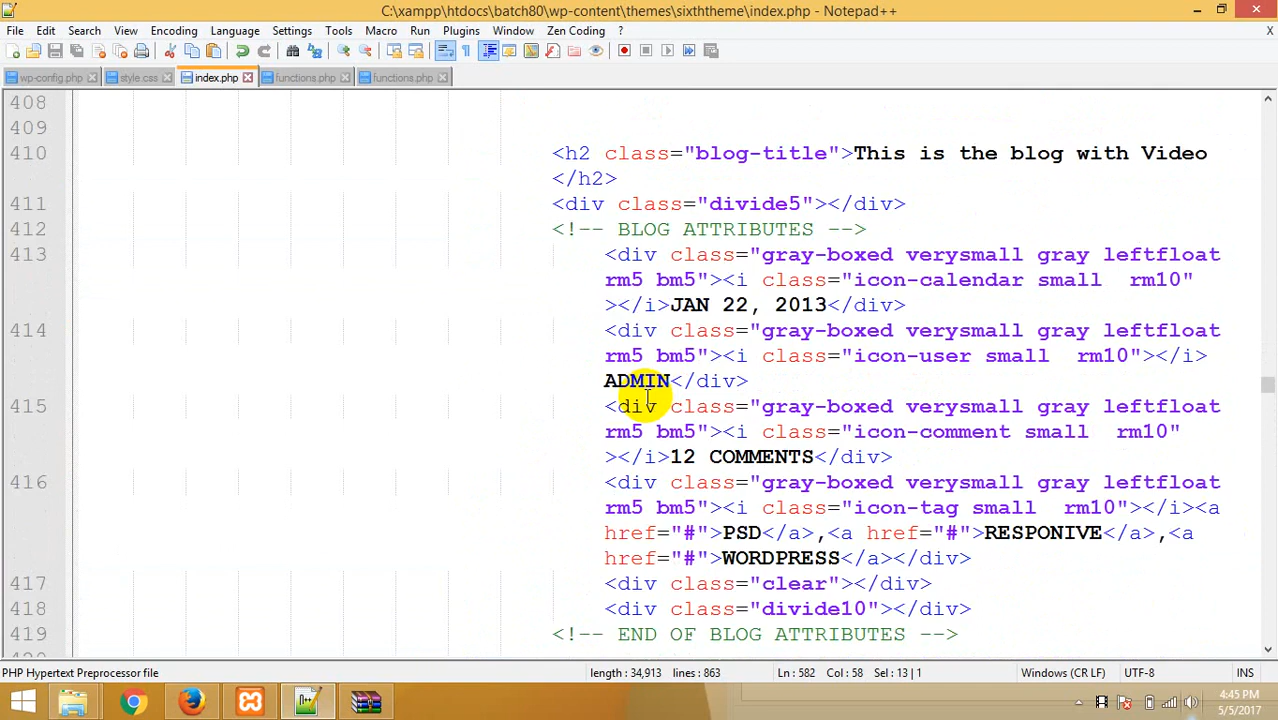 C:\xampp\htdocs\batch80\wp-content\themes\sixththeme\index.php - Notepad++
File Edit Search View Encoding Language Settings Tools Macro Run Plugins Window Zen Coding ? X
wp-config.php style.css index.php functions.php functions.php
408
409
410 <h2 class="blog-title">This is the blog with Video
</h2>
411 <div class="divide5"></div>
412 <!-- BLOG ATTRIBUTES -->
413 <div class="gray-boxed verysmall gray leftfloat
rm5 bm5"><i class="icon-calendar small  rm10"
></i>JAN 22, 2013</div>
414 <div class="gray-boxed verysmall gray leftfloat
rm5 bm5"><i class="icon-user small  rm10"></i>
ADMIN</div>
415 <div class="gray-boxed verysmall gray leftfloat
rm5 bm5"><i class="icon-comment small  rm10"
></i>12 COMMENTS</div>
416 <div class="gray-boxed verysmall gray leftfloat
rm5 bm5"><i class="icon-tag small  rm10"></i><a
href="#">PSD</a>,<a href="#">RESPONIVE</a>,<a
href="#">WORDPRESS</a></div>
417 <div class="clear"></div>
418 <div class="divide10"></div>
419 <!-- END OF BLOG ATTRIBUTES -->
PHP Hypertext Preprocessor file length : 34,913 lines : 863 Ln : 582 Col : 58 Sel : 13 | 1 Windows (CR LF) UTF-8 INS
4:45 PM
5/5/2017